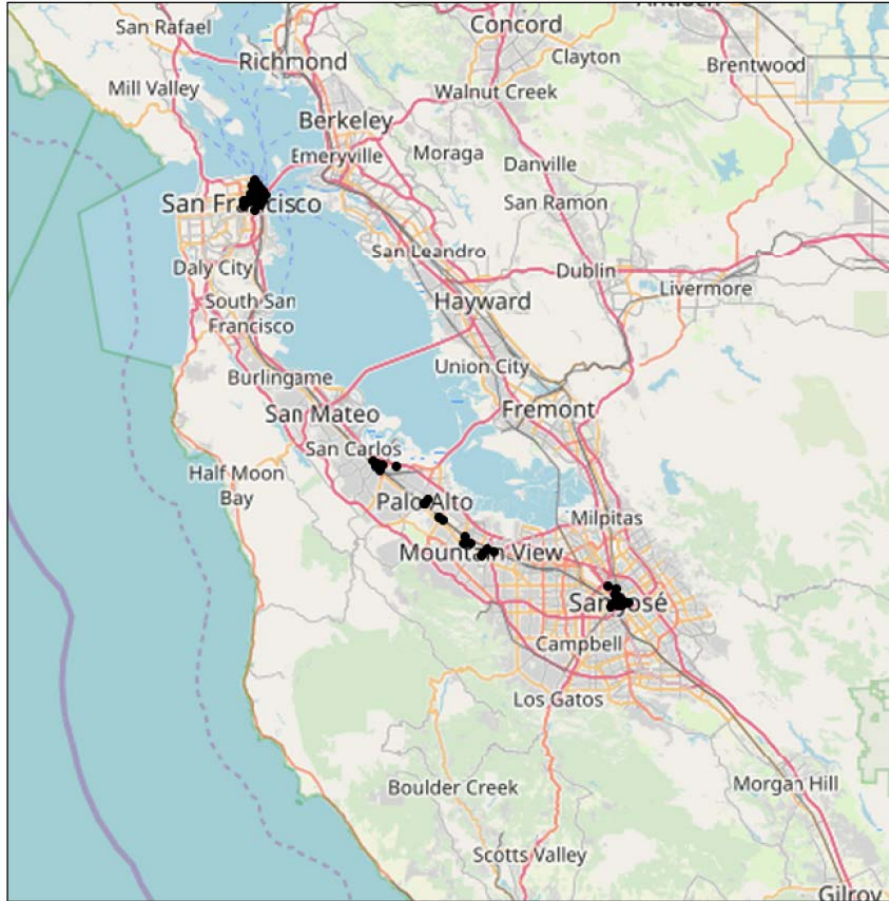 Antioch
San Rafael
Concord
Richmond
Clayton
Brentwood
Mill Valley
Walnut Creek
Berkeley
Emeryville
Moraga
Danville
San Francisco
San Ramon
San Leandro
Daly City
Dublin
Livermore
South San
Francisco
Hayward
Union City
Burlingame
San Mateo
Fremont
San Carlos
Half Moon
Bay
Palo Alto
Milpitas
Mountain View
San José
Campbell
Los Gatos
Boulder Creek
Morgan Hill
Scotts Valley
Gilroy